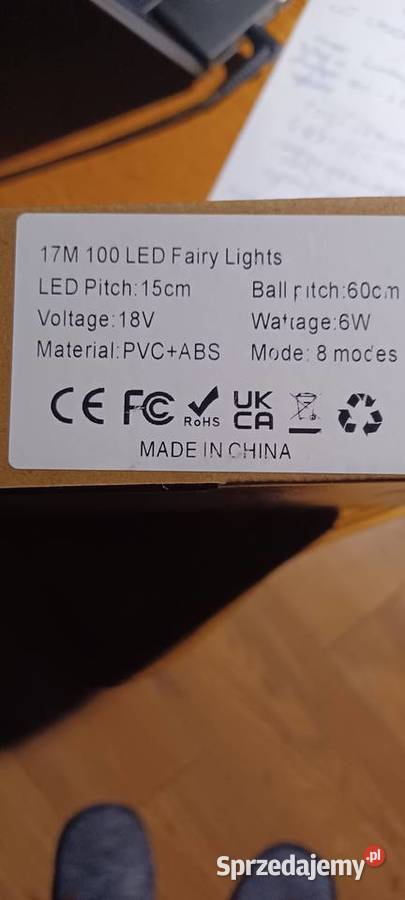 17M 100 LED Fairy Lights
LED Pitch:15cm Ball pitch:60cm
Voltage:18V Wattage:6W
Material:PVC+ABS Mode: 8 modes
CE FC RoHS UK CA
MADE IN CHINA
Sprzedajemy.pl